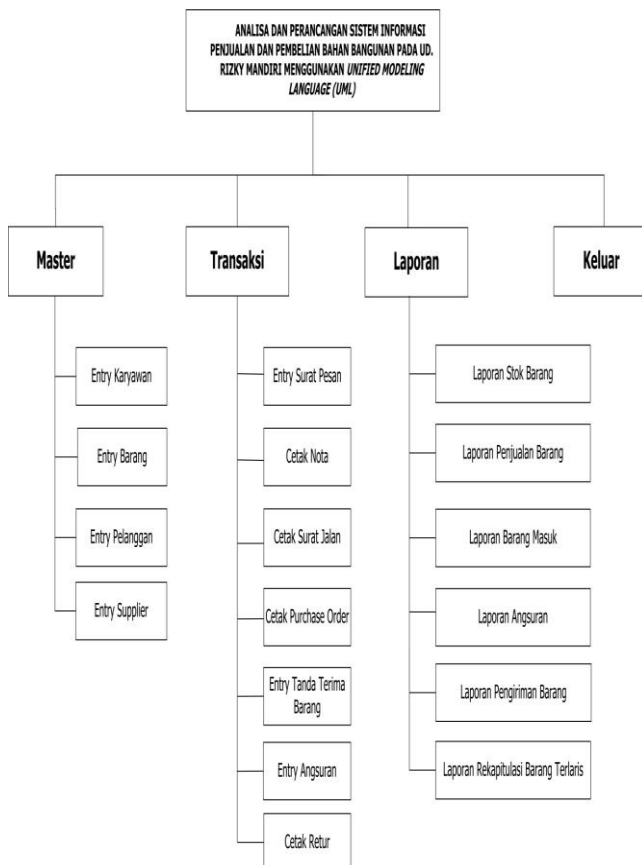 ANALISA DAN PERANCANGAN SISTEM INFORMASI
PENJUALAN DAN PEMBELIAN BAHAN BANGUNAN PADA UD.
RIZKY MANDIRI MENGGUNAKAN UNIFIED MODELING
LANGUAGE (UML)
Master
Transaksi
Laporan
Keluar
Entry Karyawan
Entry Barang
Entry Pelanggan
Entry Supplier
Entry Surat Pesan
Cetak Nota
Cetak Surat Jalan
Cetak Purchase Order
Entry Tanda Terima
Barang
Entry Angsuran
Cetak Retur
Laporan Stok Barang
Laporan Penjualan Barang
Laporan Barang Masuk
Laporan Angsuran
Laporan Pengiriman Barang
Laporan Rekapitulasi Barang Terlaris